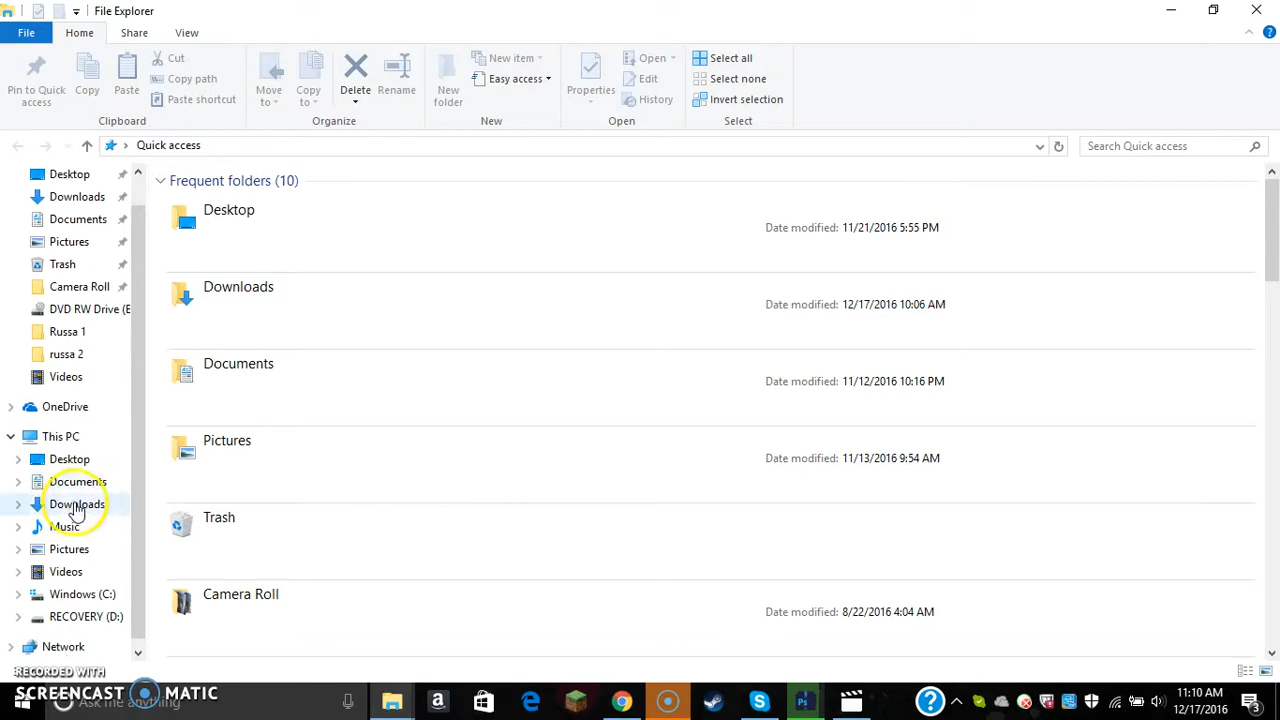 File Explorer
File Home Share View
Pin to Quick access
Copy
Paste
Cut
Copy path
Paste shortcut
Clipboard
Move to
Copy to
Delete
Rename
Organize
New folder
New item
Easy access
New
Properties
Open
Edit
History
Open
Select all
Select none
Invert selection
Select
Quick access
Search Quick access
Desktop
Downloads
Documents
Pictures
Trash
Camera Roll
DVD RW Drive (E
Russa 1
russa 2
Videos
OneDrive
This PC
Desktop
Documents
Downloads
Music
Pictures
Videos
Windows (C:)
RECOVERY (D:)
Network
Frequent folders (10)
Desktop
Date modified: 11/21/2016 5:55 PM
Downloads
Date modified: 12/17/2016 10:06 AM
Documents
Date modified: 11/12/2016 10:16 PM
Pictures
Date modified: 11/13/2016 9:54 AM
Trash
Camera Roll
Date modified: 8/22/2016 4:04 AM
RECORDED WITH
SCREENCAST MATIC
Ask me anything
a
Ps
11:10 AM
12/17/2016
3